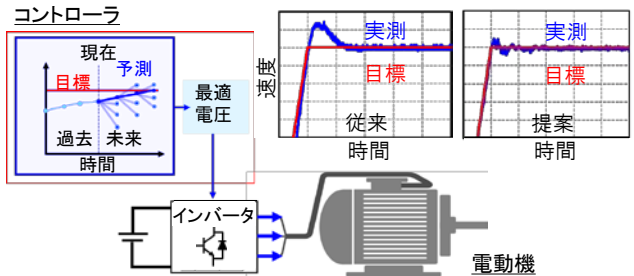 コントローラ
現在
目標
予測
過去
未来
時間
最適
電圧
速度
実測
目標
従来
時間
実測
目標
提案
時間
インバータ
電動機